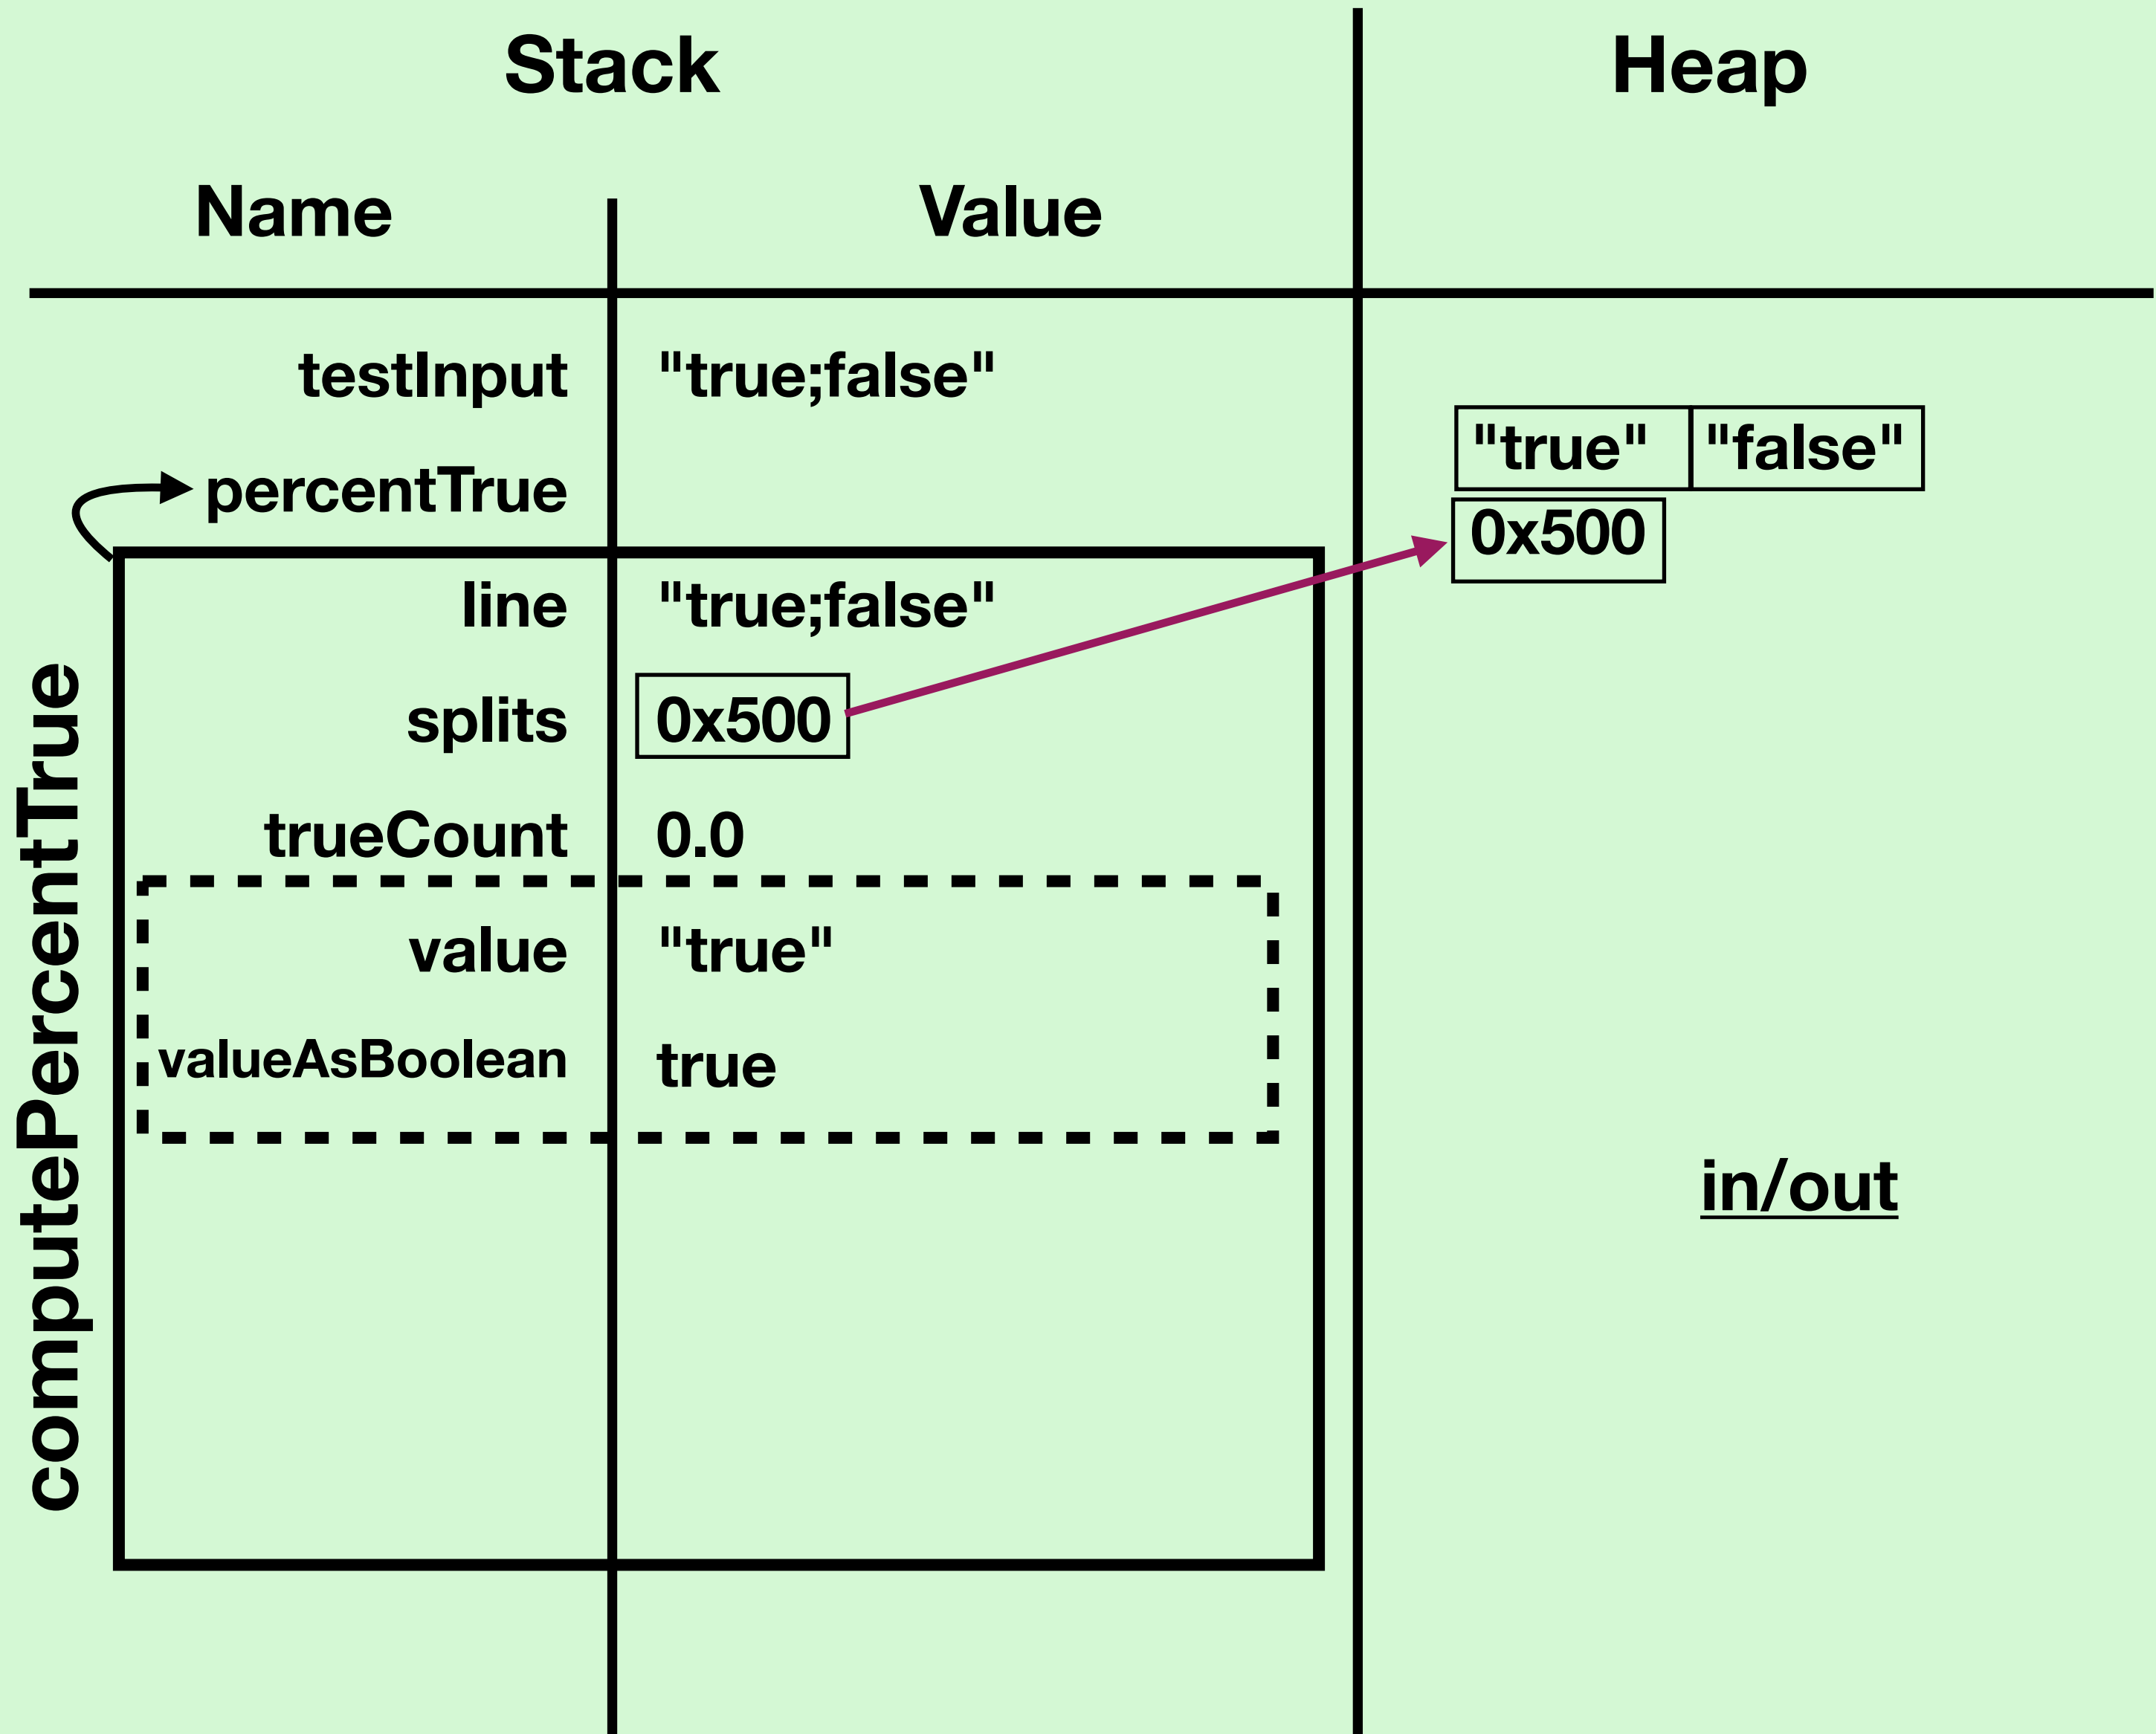 Stack
Heap
Name
Value
testInput
"true;false"
"true" "false"
percentTrue
0x500
line
"true;false"
splits
0x500
trueCount
0.0
value
"true"
valueAsBoolean
true
computePercentTrue
in/out